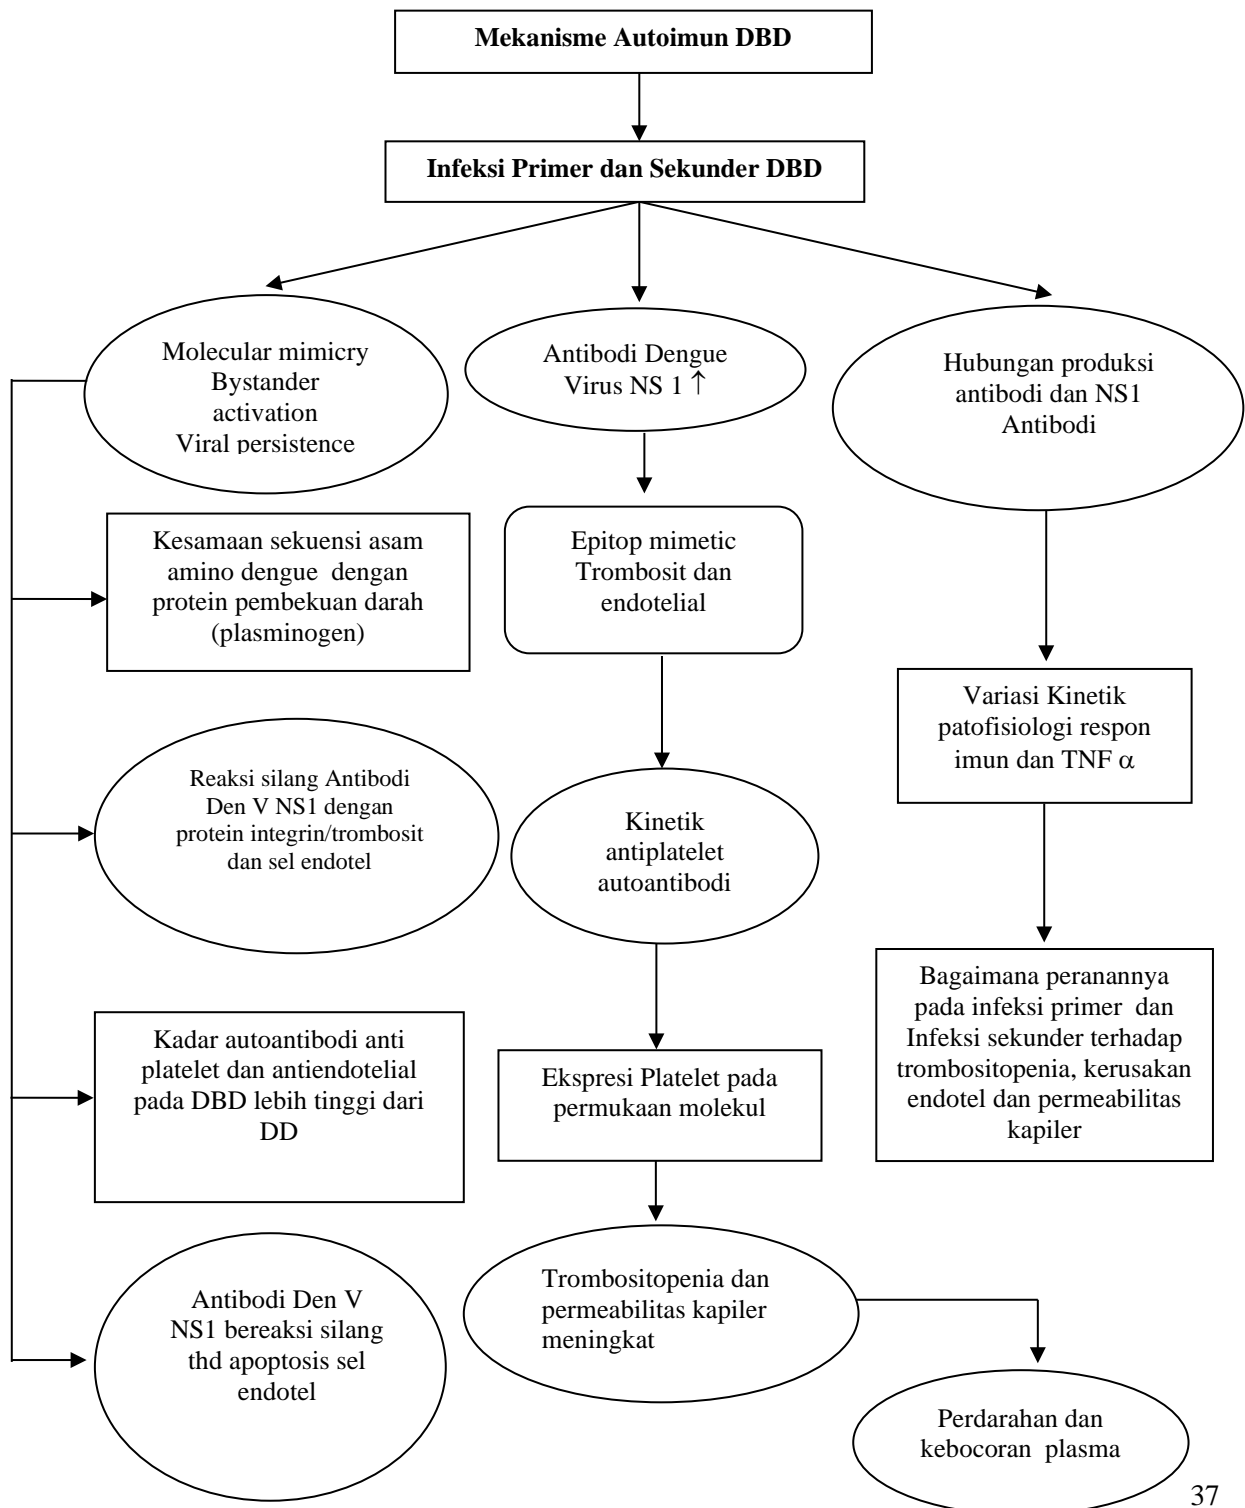 Mekanisme Autoimun DBD
Infeksi Primer dan Sekunder DBD
Molecular mimicry
Bystander
activation
Viral persistence
Antibodi Dengue
Virus NS 1 ↑
Hubungan produksi
antibodi dan NS1
Antibodi
Kesamaan sekuensi asam
amino dengue dengan
protein pembekuan darah
(plasminogen)
Epitop mimetic
Trombosit dan
endotelial
Variasi Kinetik
patofisiologi respon
imun dan TNF α
Reaksi silang Antibodi
Den V NS1 dengan
protein integrin/trombosit
dan sel endotel
Kinetik
antiplatelet
autoantibodi
Bagaimana peranannya
pada infeksi primer dan
Infeksi sekunder terhadap
trombositopenia, kerusakan
endotel dan permeabilitas
kapiler
Kadar autoantibodi anti
platelet dan antiendotelial
pada DBD lebih tinggi dari
DD
Ekspresi Platelet pada
permukaan molekul
Antibodi Den V
NS1 bereaksi silang
thd apoptosis sel
endotel
Trombositopenia dan
permeabilitas kapiler
meningkat
Perdarahan dan
kebocoran plasma
37